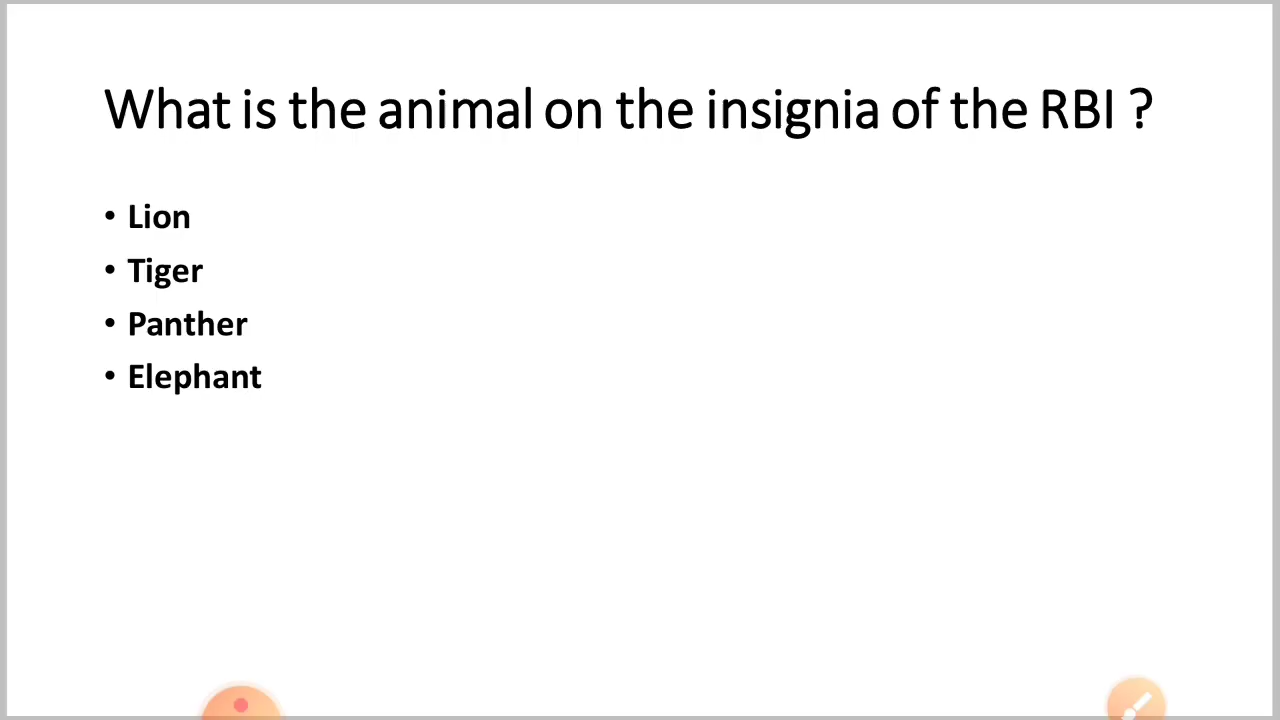 What is the animal on the insignia of the RBI ?
• Lion
• Tiger
• Panther
• Elephant